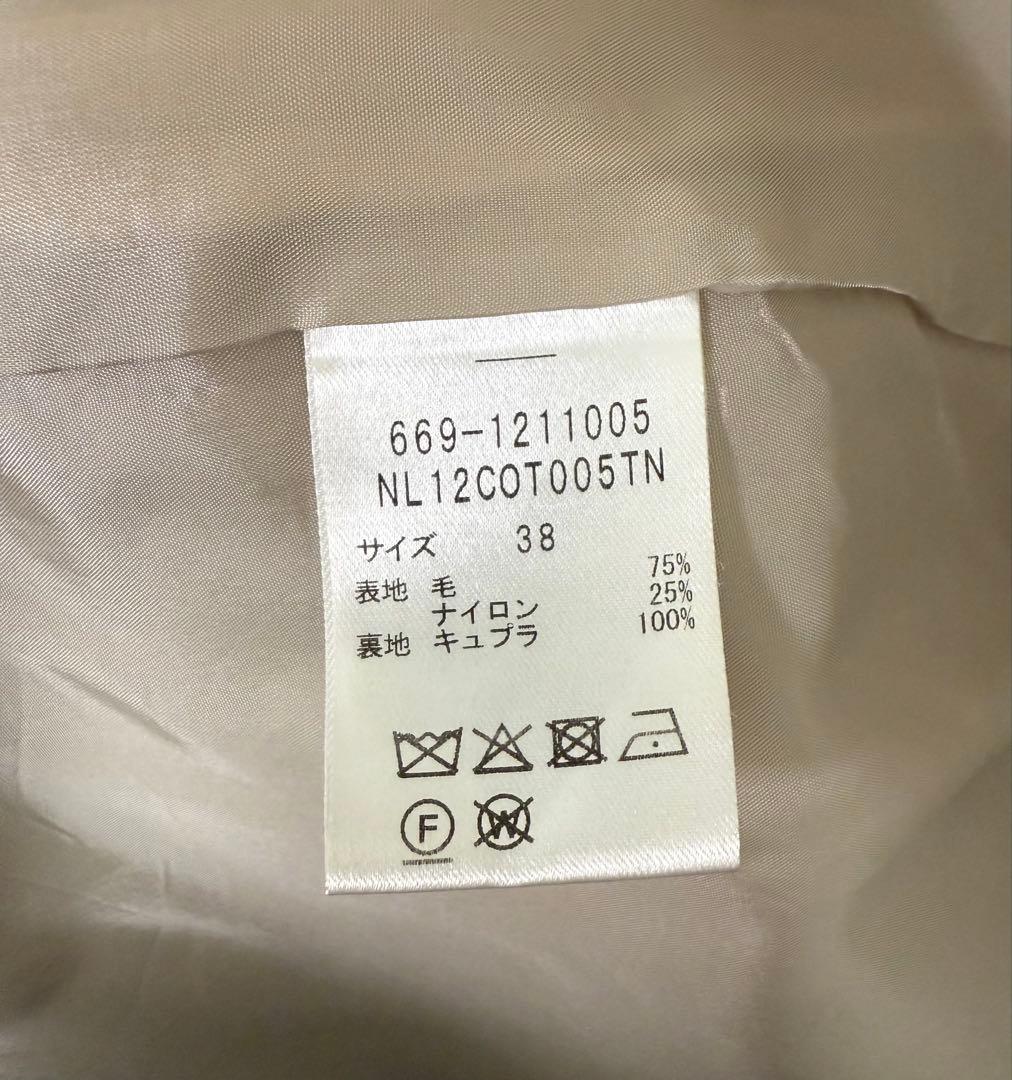 669-1211005
NL12COT005TN
サイズ 38
表地 毛 75%
ナイロン 25%
裏地 キュプラ 100%
F W